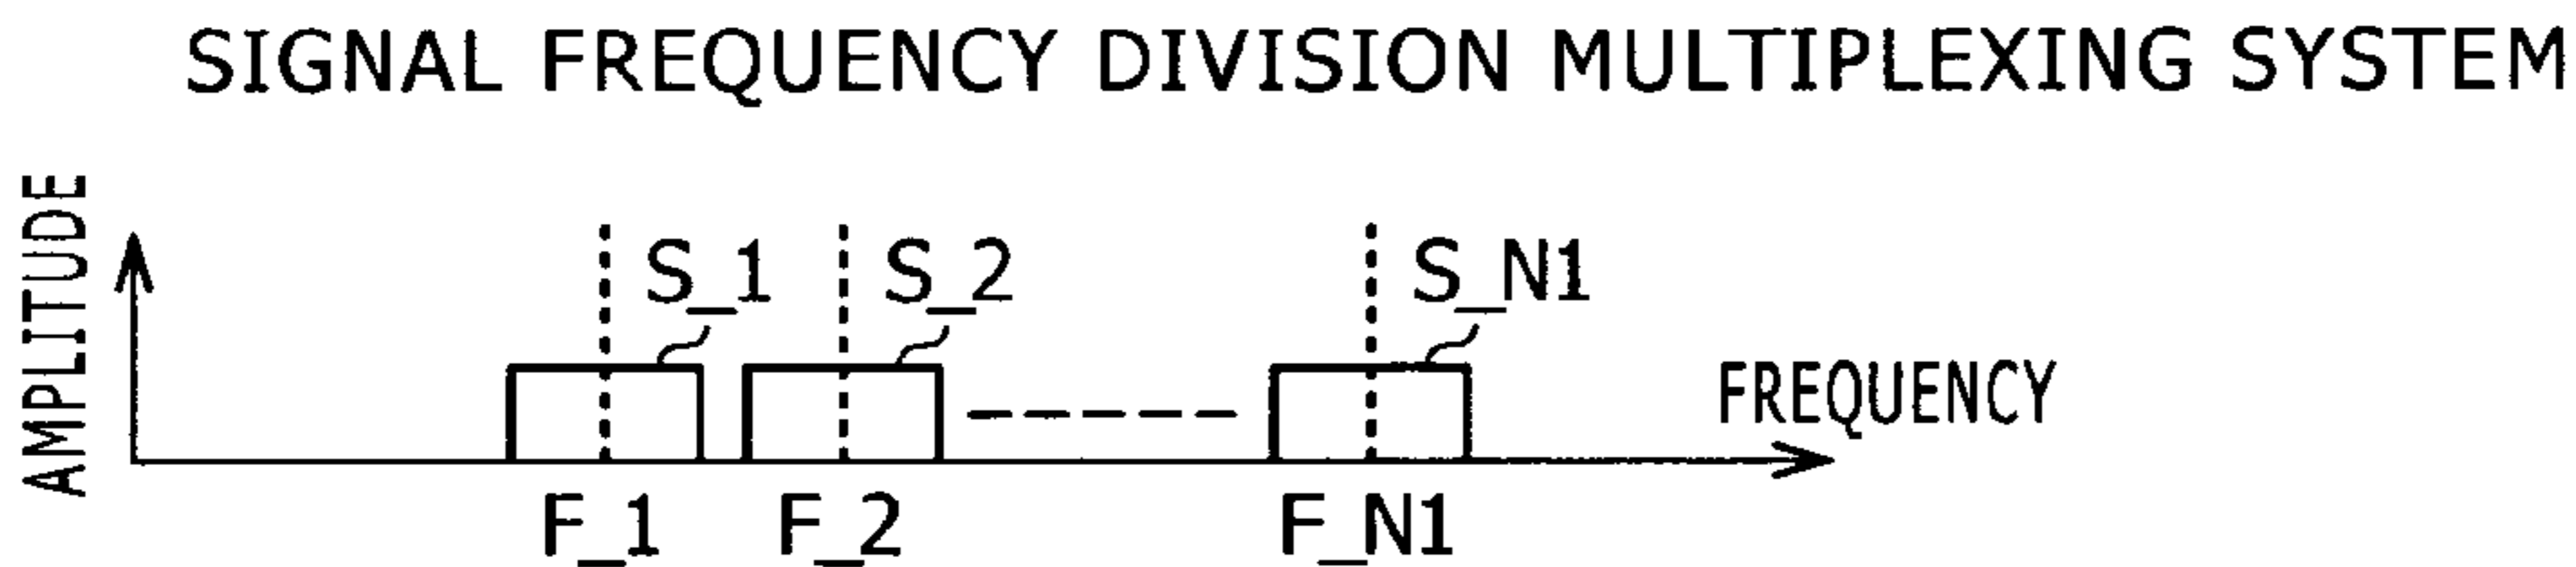 SIGNAL FREQUENCY DIVISION MULTIPLEXING SYSTEM
AMPLITUDE
S_1
S_2
S_N1
FREQUENCY
F_1
F_2
F_N1